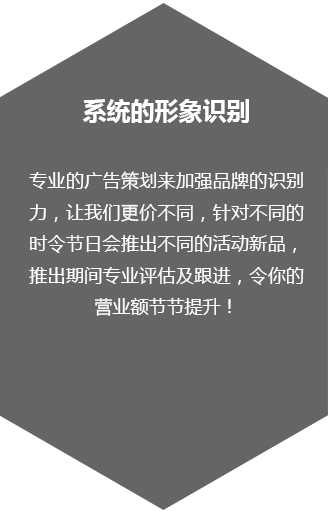 系统的形象识别
专业的广告策划来加强品牌的识别
力，让我们更价不同，针对不同的
时令节日会推出不同的活动新品，
推出期间专业评估及跟进，令你的
营业额节节提升！